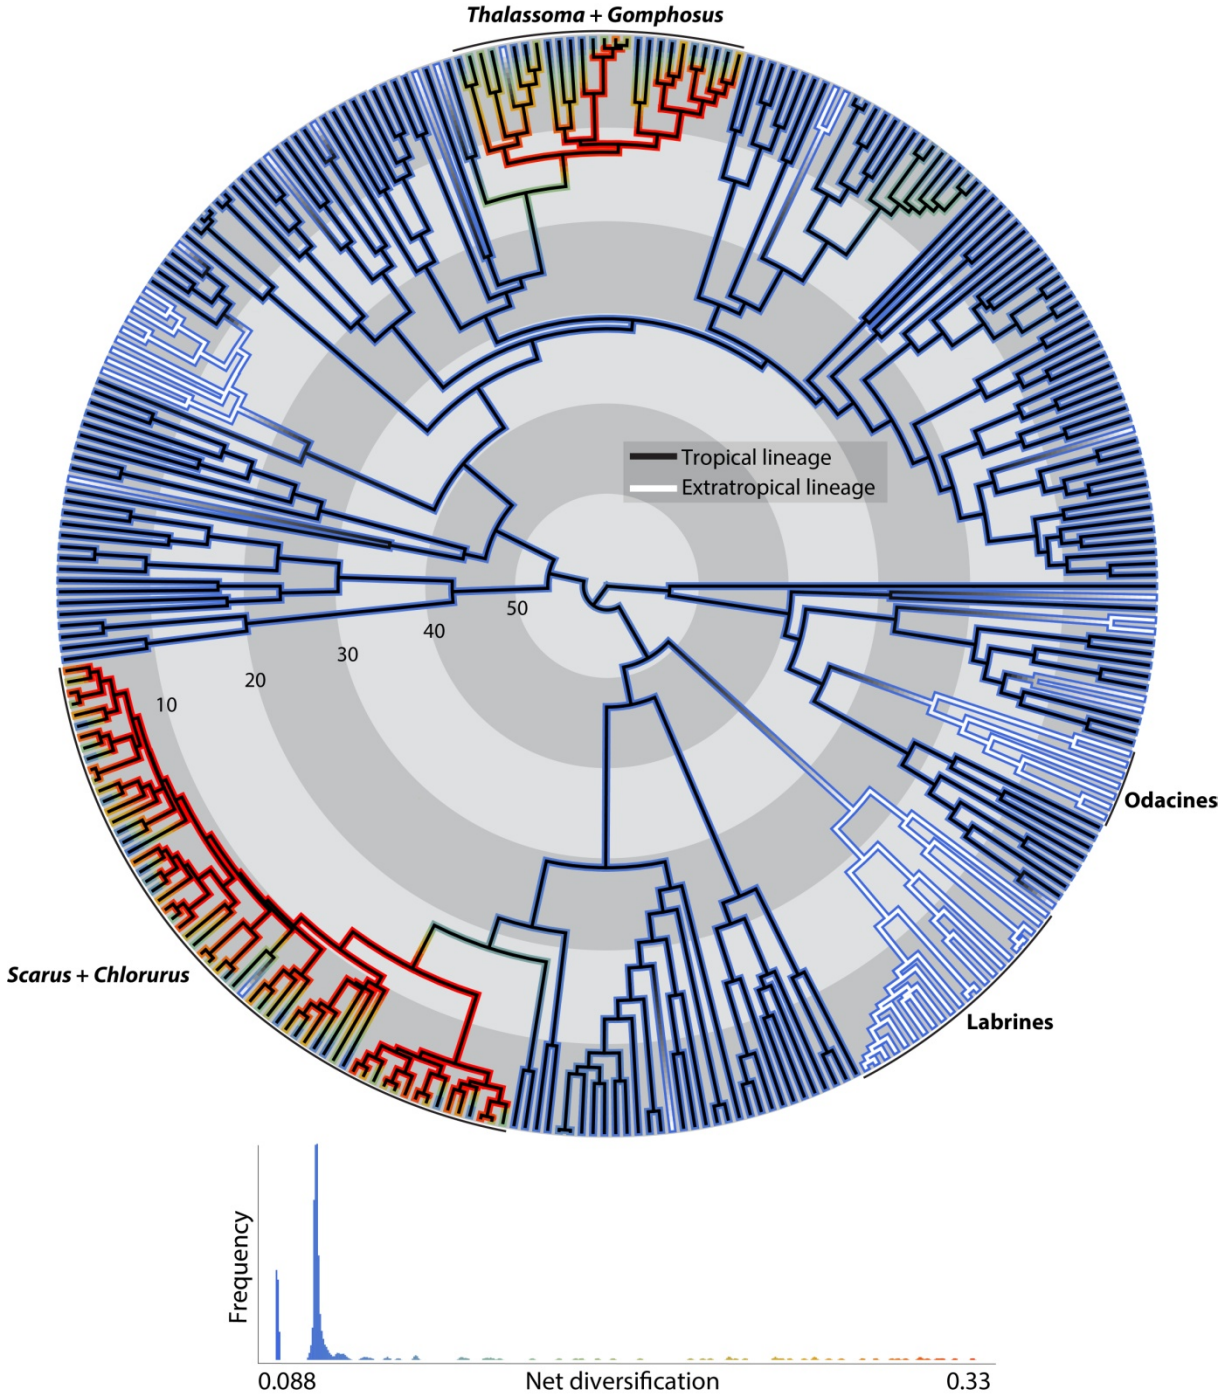 Thalassoma + Gomphosus
Tropical lineage
Extratropical lineage
50
40
30
20
10
Odacines
Scarus + Chlorurus
Labrines
Frequency
0.088
Net diversification
0.33